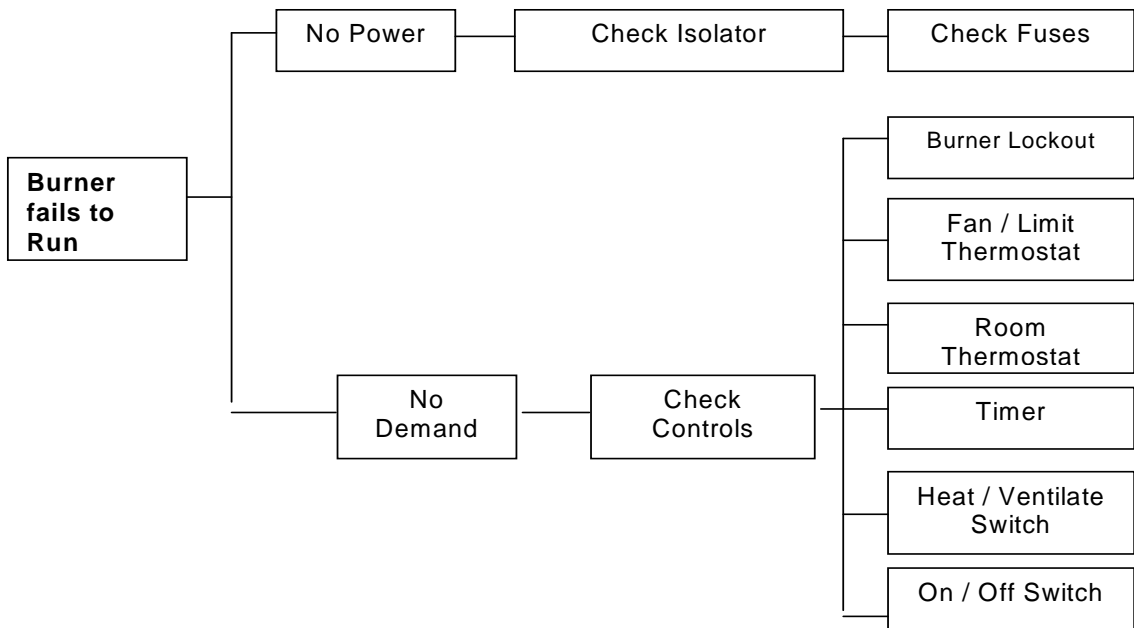 No Power
Check Isolator
Check Fuses
Burner
fails to
Run
Burner Lockout
Fan / Limit
Thermostat
Room
Thermostat
No
Demand
Check
Controls
Timer
Heat / Ventilate
Switch
On / Off Switch